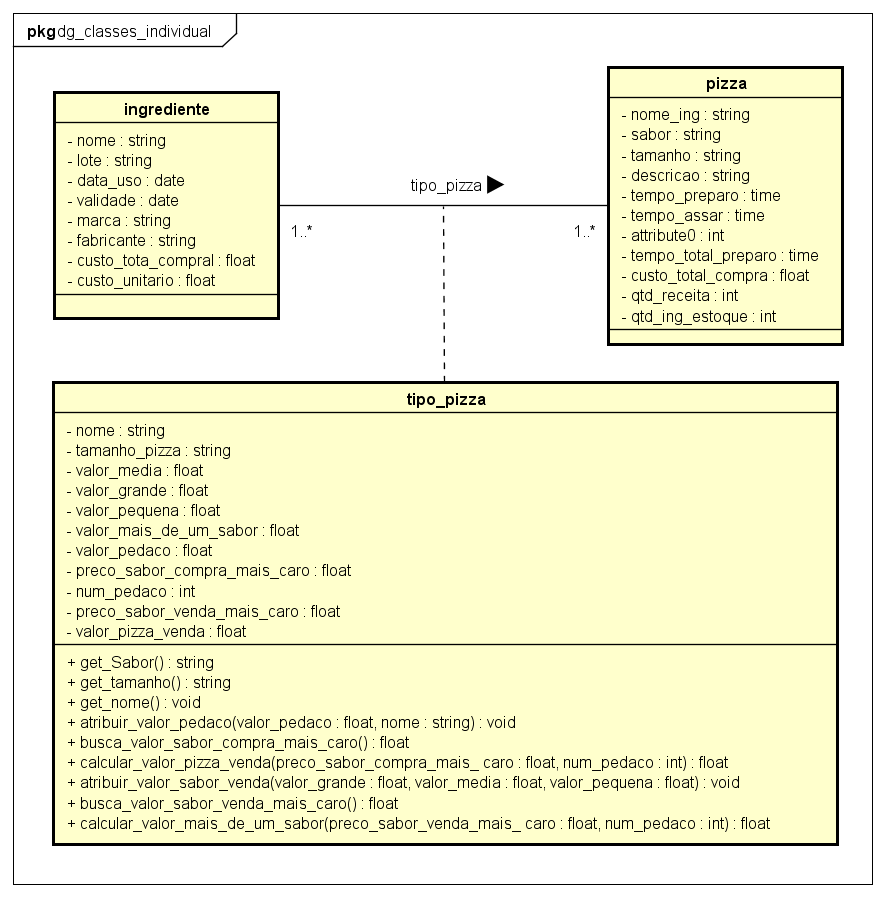 pkg dg_classes_individual
ingrediente
- nome : string
- lote : string
- data_uso : date
- validade : date
- marca : string
- fabricante : string
- custo_tota_compral : float
- custo_unitario : float
tipo_pizza
1..*
1..*
pizza
- nome_ing : string
- sabor : string
- tamanho : string
- descricao : string
- tempo_preparo : time
- tempo_assar : time
- attribute0 : int
- tempo_total_preparo : time
- custo_total_compra : float
- qtd_receita : int
- qtd_ing_estoque : int
tipo_pizza
- nome : string
- tamanho_pizza : string
- valor_media : float
- valor_grande : float
- valor_pequena : float
- valor_mais_de_um_sabor : float
- valor_pedaco : float
- preco_sabor_compra_mais_caro : float
- num_pedaco : int
- preco_sabor_venda_mais_caro : float
- valor_pizza_venda : float
+ get_Sabor() : string
+ get_tamanho() : string
+ get_nome() : void
+ atribuir_valor_pedaco(valor_pedaco : float, nome : string) : void
+ busca_valor_sabor_compra_mais_caro() : float
+ calcular_valor_pizza_venda(preco_sabor_compra_mais_ caro : float, num_pedaco : int) : float
+ atribuir_valor_sabor_venda(valor_grande : float, valor_media : float, valor_pequena : float) : void
+ busca_valor_sabor_venda_mais_caro() : float
+ calcular_valor_mais_de_um_sabor(preco_sabor_venda_mais_ caro : float, num_pedaco : int) : float